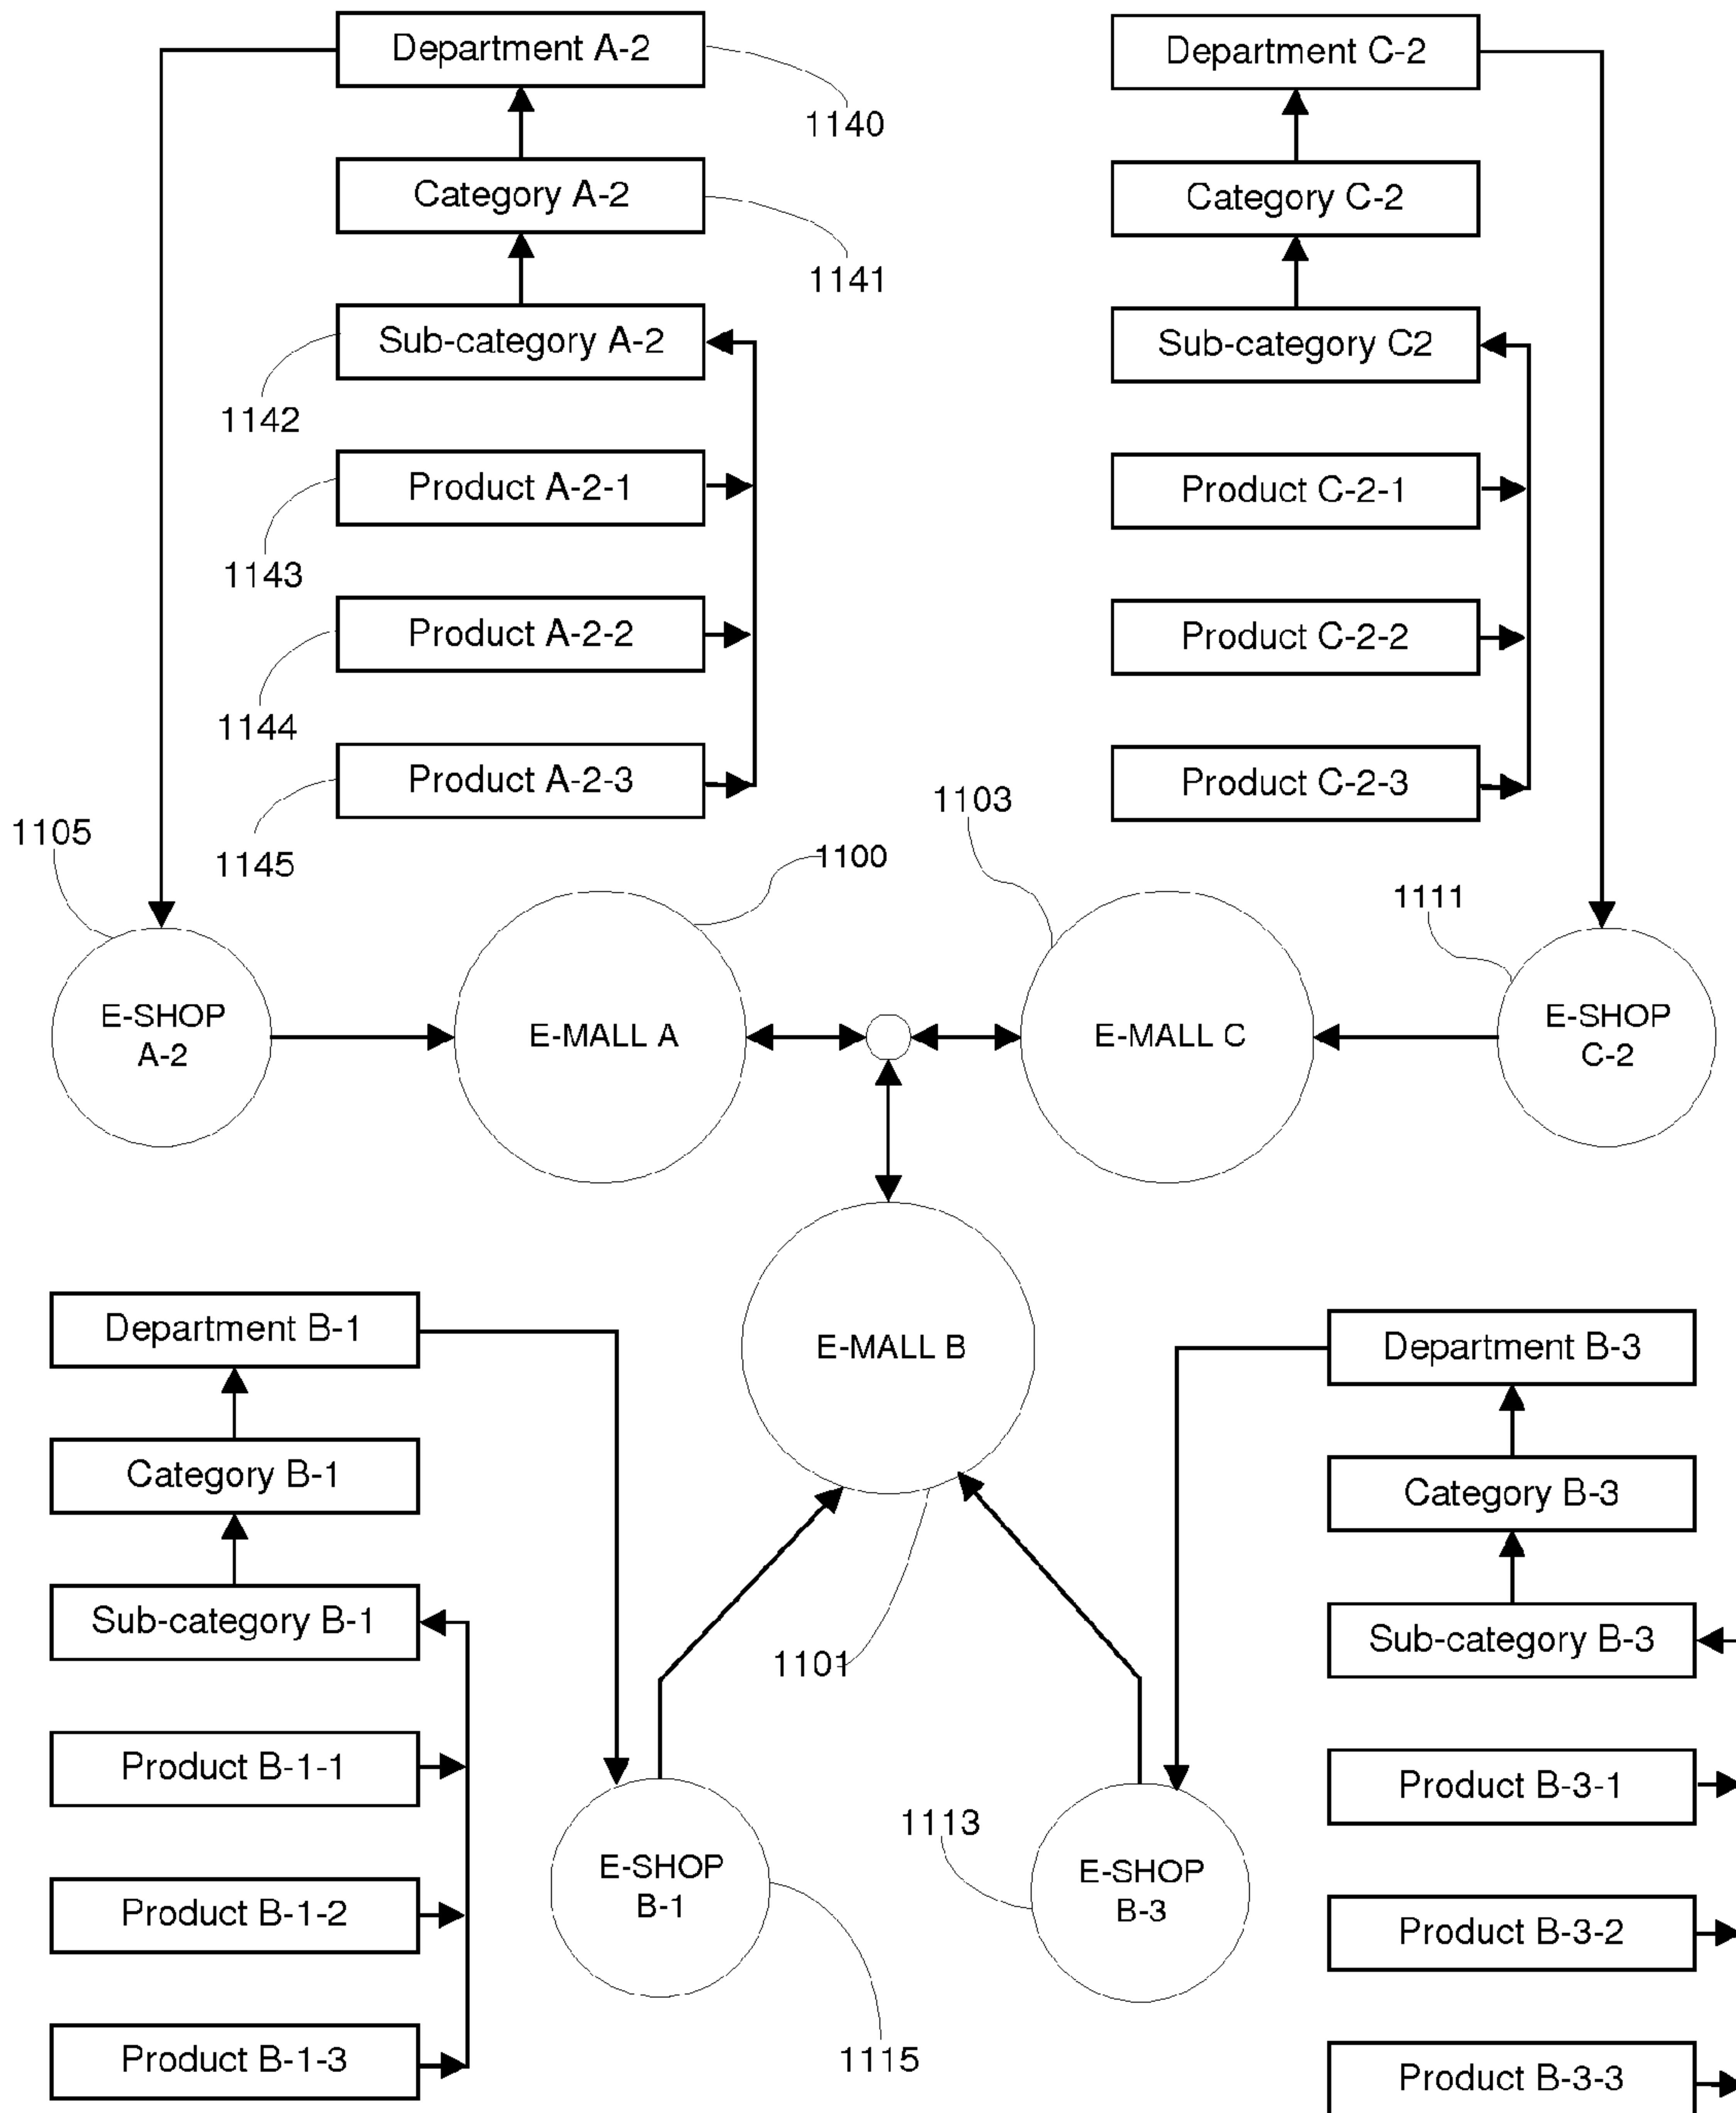 Department A-2
1140
Category A-2
1141
Sub-category A-2
1142
Product A-2-1
1143
Product A-2-2
1144
Product A-2-3
1145
Department C-2
Category C-2
Sub-category C2
Product C-2-1
Product C-2-2
Product C-2-3
1105
1100
1103
1111
E-SHOP
A-2
E-MALL A
E-MALL C
E-SHOP
C-2
E-MALL B
1101
Department B-1
Category B-1
Sub-category B-1
Product B-1-1
Product B-1-2
Product B-1-3
E-SHOP
B-1
1115
1113
E-SHOP
B-3
Department B-3
Category B-3
Sub-category B-3
Product B-3-1
Product B-3-2
Product B-3-3